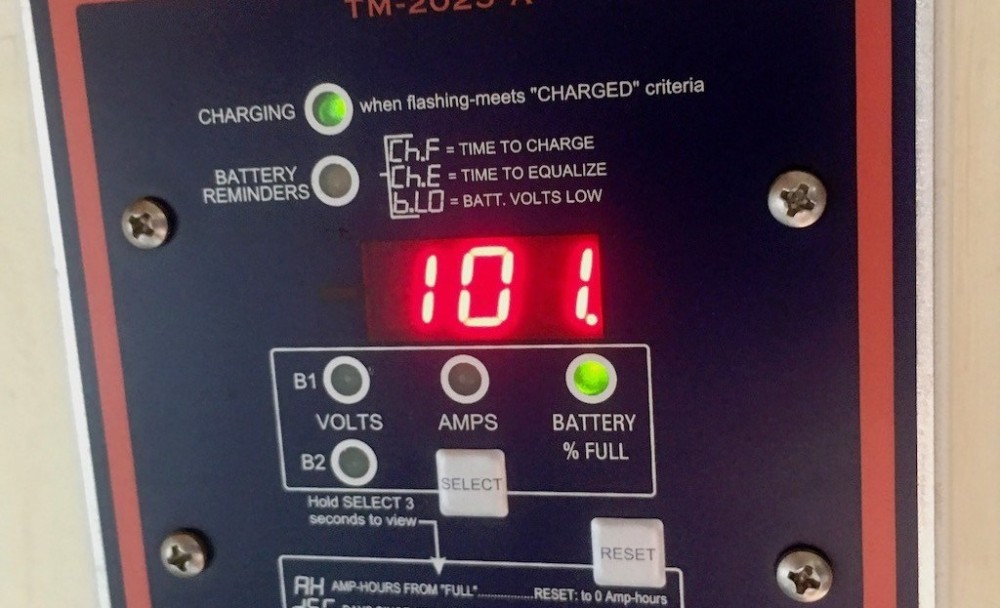 TM-2025-A
CHARGING when flashing-meets "CHARGED" criteria
BATTERY REMINDERS
Ch.F = TIME TO CHARGE
Ch.E = TIME TO EQUALIZE
b.LO = BATT. VOLTS LOW
101.
B1
VOLTS AMPS BATTERY % FULL
B2
SELECT
Hold SELECT 3
seconds to view
RESET
AH AMP-HOURS FROM "FULL"..............RESET: to 0 Amp-hours